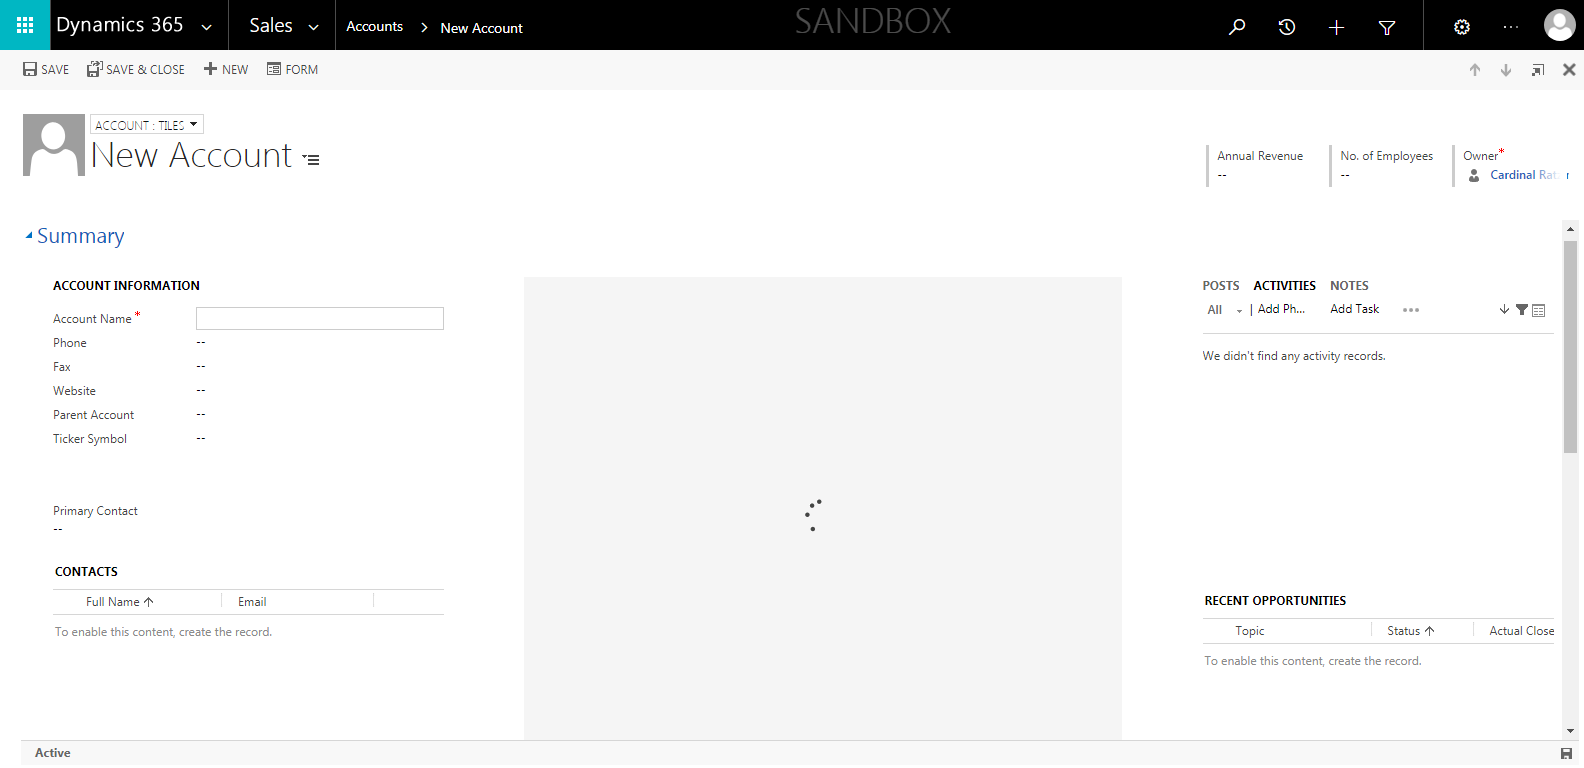 Dynamics 365 Sales Accounts > New Account SANDBOX
SAVE SAVE & CLOSE NEW FORM
ACCOUNT : TILES
New Account
Annual Revenue No. of Employees Owner*
-- -- Cardinal
Summary
ACCOUNT INFORMATION
Account Name *
Phone --
Fax --
Website --
Parent Account --
Ticker Symbol --
Primary Contact
--
CONTACTS
Full Name Email
To enable this content, create the record.
POSTS ACTIVITIES NOTES
All | Add Ph... Add Task ...
We didn't find any activity records.
RECENT OPPORTUNITIES
Topic Status Actual Close
To enable this content, create the record.
Active